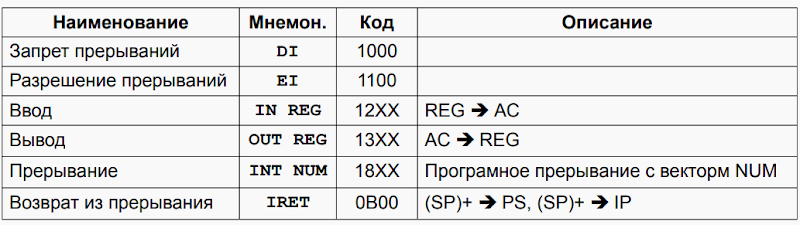 Наименование Мнемон. Код Описание
Запрет прерываний DI 1000
Разрешение прерываний EI 1100
Ввод IN REG 12XX REG ➔ AC
Вывод OUT REG 13XX AC ➔ REG
Прерывание INT NUM 18XX Програмное прерывание с векторм NUM
Возврат из прерывания IRET 0B00 (SP)+ ➔ PS, (SP)+ ➔ IP